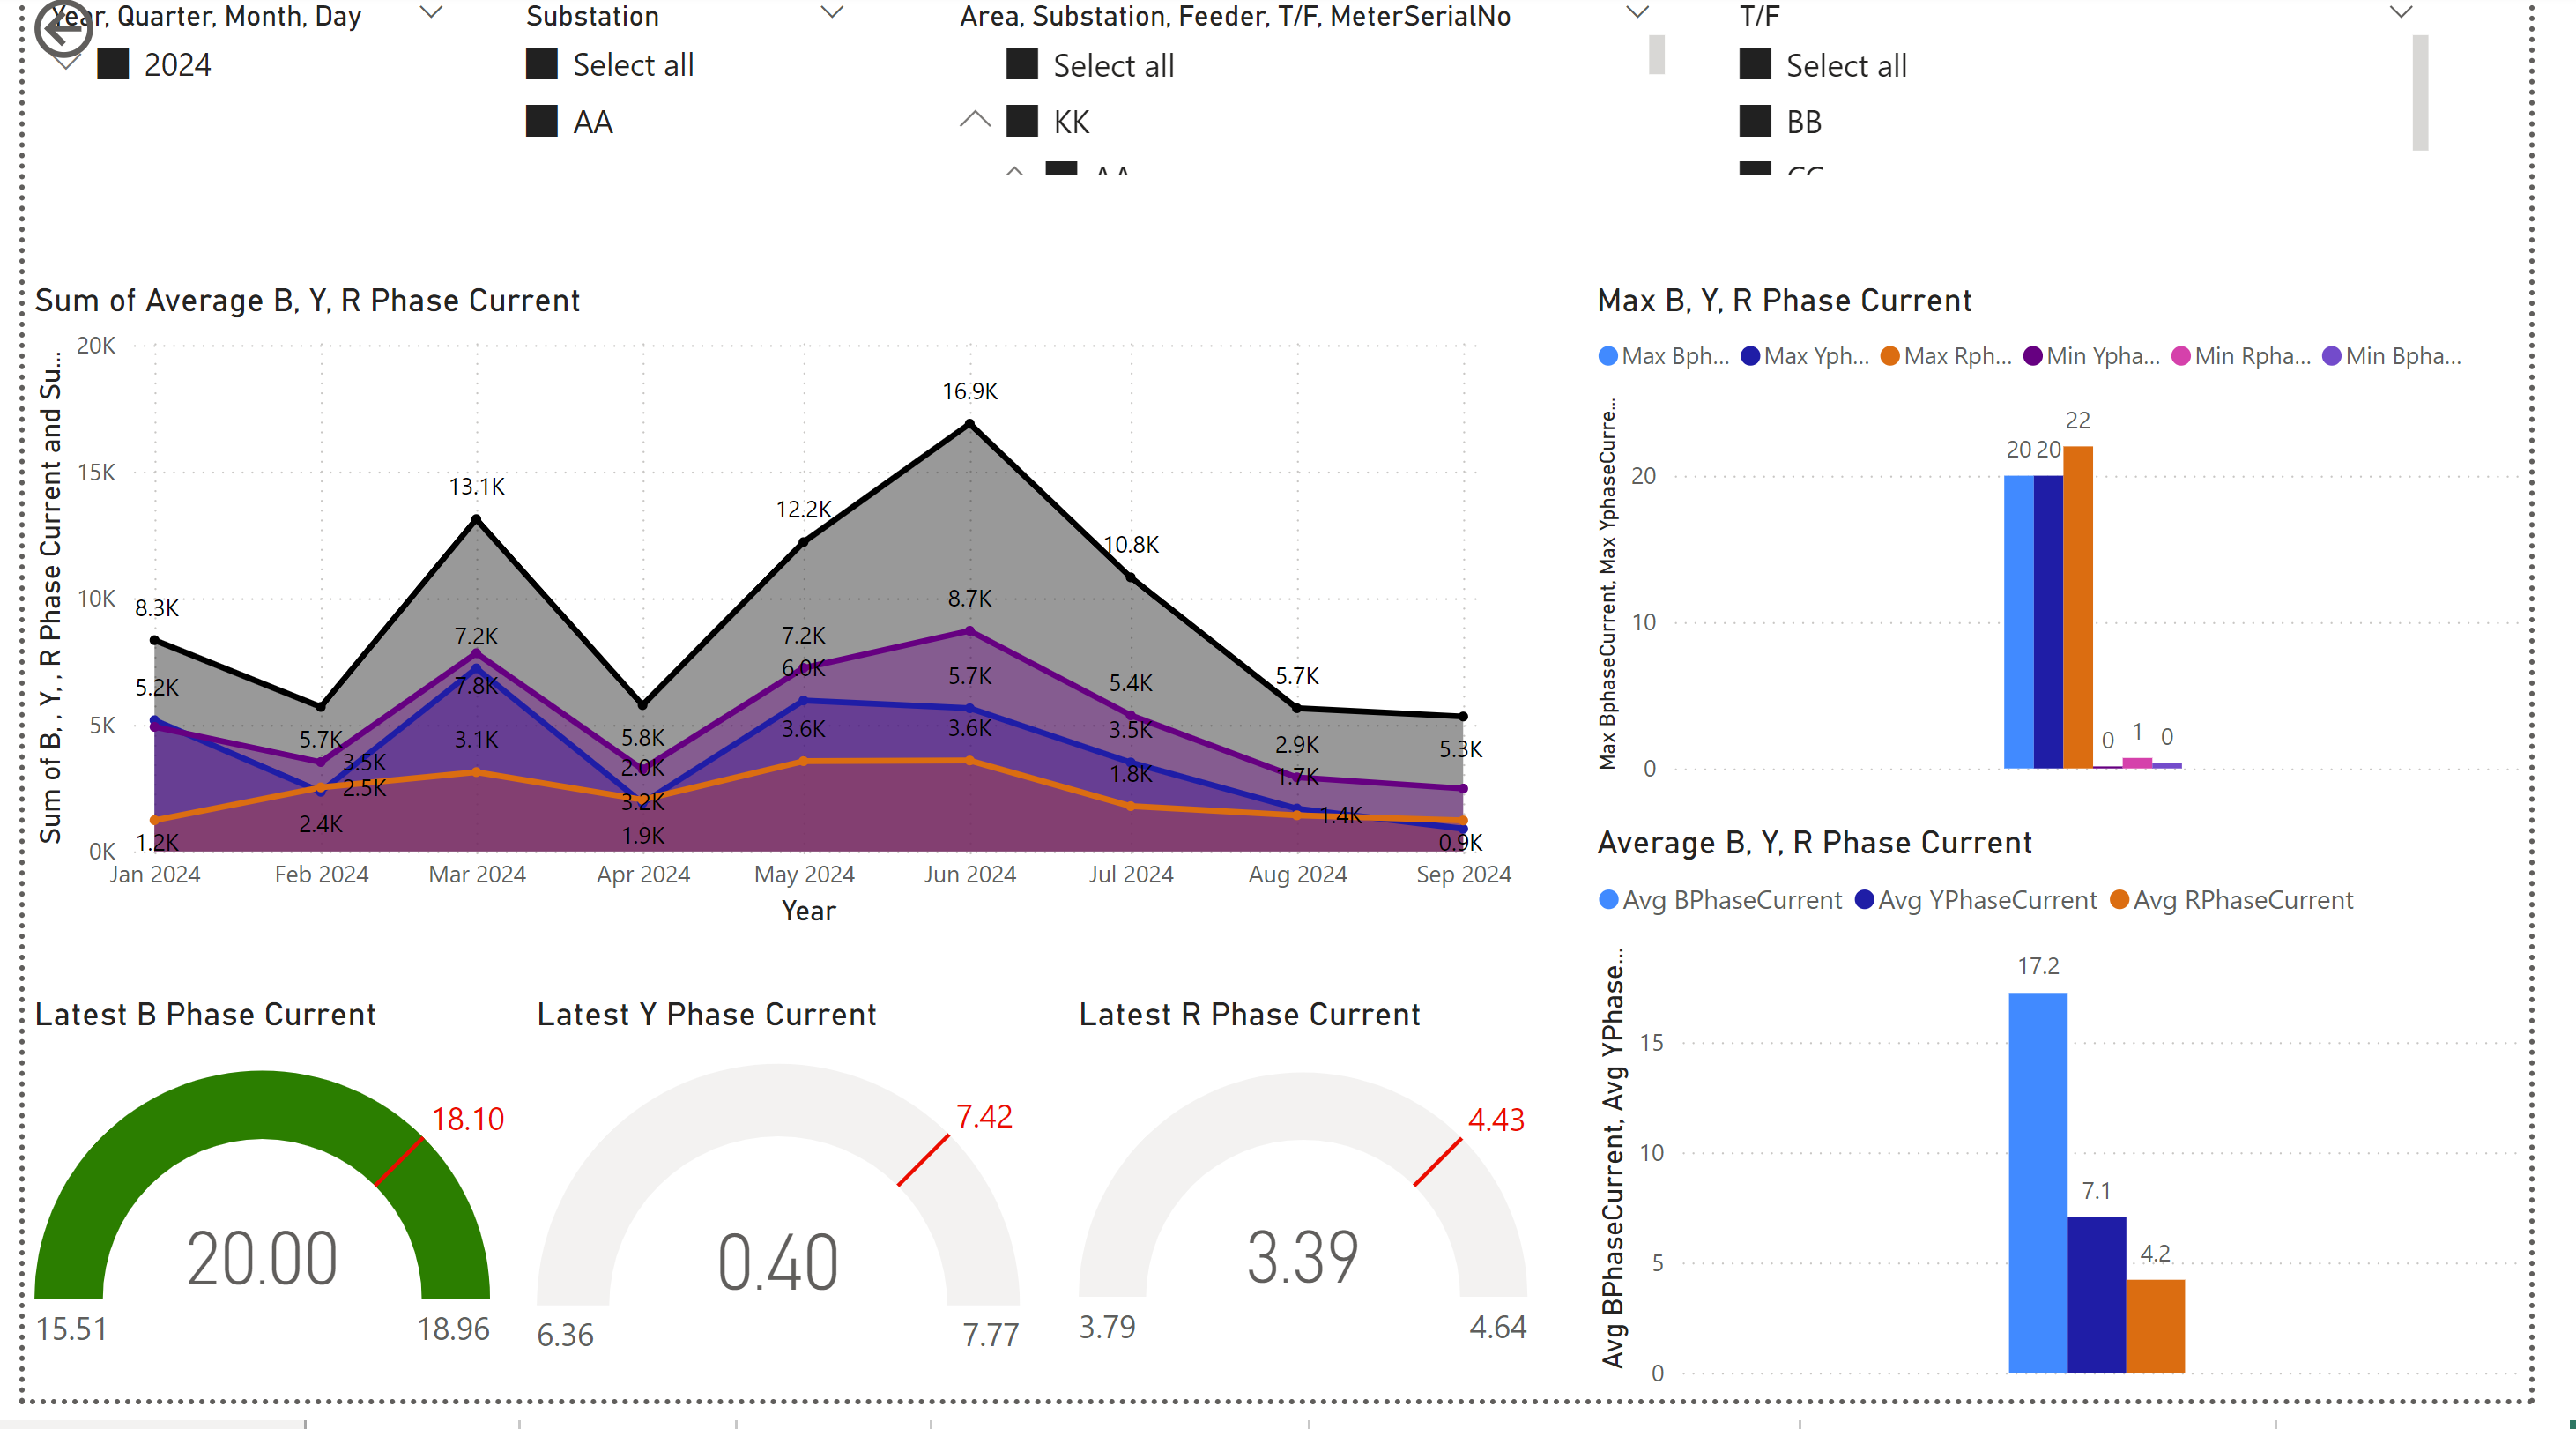 Year, Quarter, Month, Day
2024
Substation
Select all
AA
Area, Substation, Feeder, T/F, MeterSerialNo
Select all
KK
AA
T/F
Select all
BB
CC
Sum of Average B, Y, R Phase Current
Sum of B, , Y, , R Phase Current and Su...
20K
15K
10K
5K
0K
8.3K
5.2K
1.2K
5.7K
3.5K
2.5K
2.4K
13.1K
7.2K
7.8K
3.1K
5.8K
2.0K
3.2K
1.9K
12.2K
7.2K
6.0K
3.6K
16.9K
8.7K
5.7K
3.6K
10.8K
5.4K
3.5K
1.8K
5.7K
2.9K
1.7K
1.4K
5.3K
0.9K
Jan 2024
Feb 2024
Mar 2024
Apr 2024
May 2024
Jun 2024
Jul 2024
Aug 2024
Sep 2024
Year
Max B, Y, R Phase Current
Max Bph...
Max Yph...
Max Rph...
Min Ypha...
Min Rpha...
Min Bpha...
Max BphaseCurrent, Max YphaseCurre...
20
10
0
20
20
22
0
1
0
Average B, Y, R Phase Current
Avg BPhaseCurrent
Avg YPhaseCurrent
Avg RPhaseCurrent
Avg BPhaseCurrent, Avg YPhase...
15
10
5
0
17.2
7.1
4.2
Latest B Phase Current
18.10
20.00
15.51
18.96
Latest Y Phase Current
7.42
0.40
6.36
7.77
Latest R Phase Current
4.43
3.39
3.79
4.64